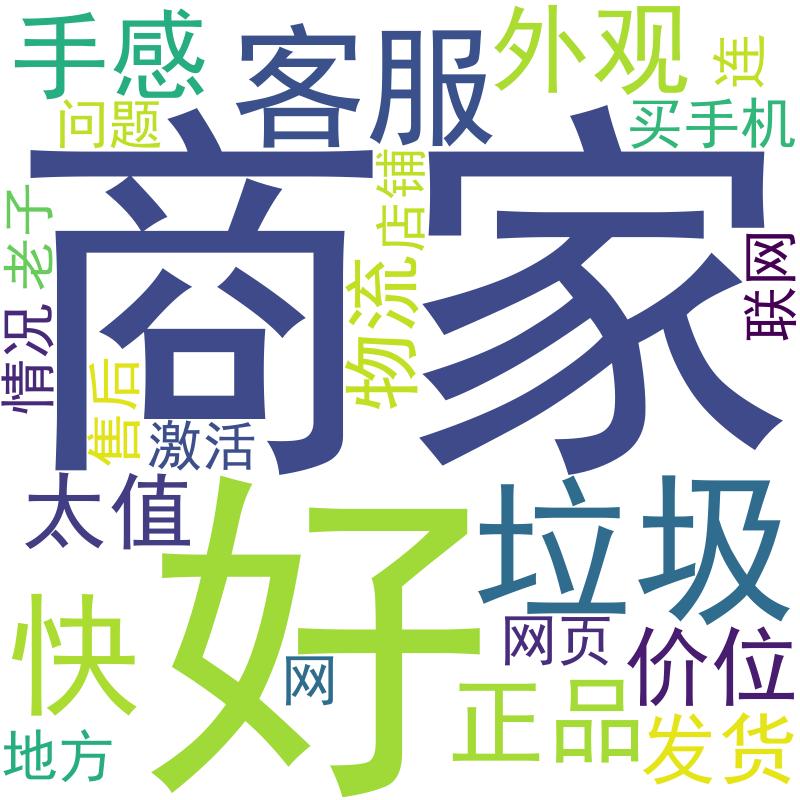 手感
客服
外观
连
问题
买手机
商家
店铺
老子
联网
物流
情况
售后
激活
太值
好
垃圾
快
网页
价位
网
正品
发货
地方